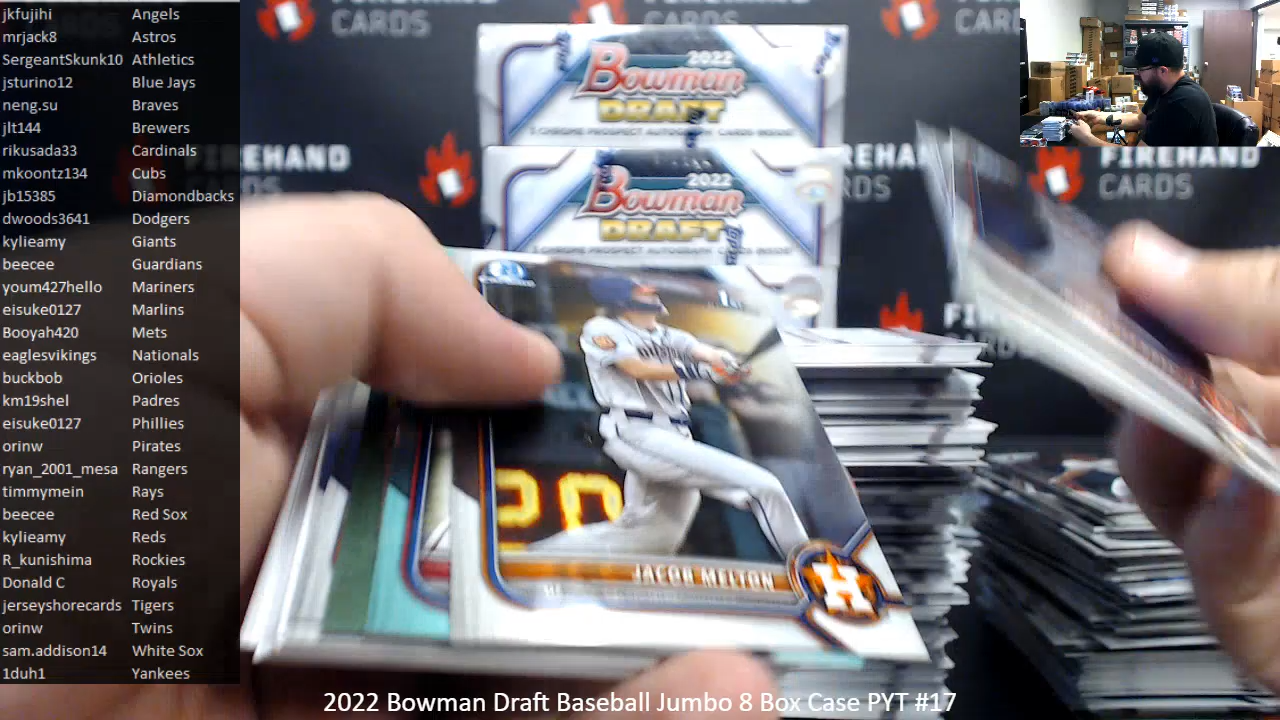 jkfujihi Angels
mrjack8 Astros
SergeantSkunk10 Athletics
jsturino12 Blue Jays
neng.su Braves
jlt144 Brewers
rikusada33 Cardinals
mkoontz134 Cubs
jb15385 Diamondbacks
dwoods3641 Dodgers
kylieamy Giants
beecee Guardians
youm427hello Mariners
eisuke0127 Marlins
Booyah420 Mets
eaglesvikings Nationals
buckbob Orioles
km19shel Padres
eisuke0127 Phillies
orinw Pirates
ryan_2001_mesa Rangers
timmymein Rays
beecee Red Sox
kylieamy Reds
R_kunishima Rockies
Donald C Royals
jerseyshorecards Tigers
orinw Twins
sam.addison14 White Sox
1duh1 Yankees
CARDS
CARDS
2022
Bowman
DRAFT
2022
Bowman
DRAFT
FIREHAND
CARDS
FIREHAND
CARDS
1st
20
JACOB MELTON
H
2022 Bowman Draft Baseball Jumbo 8 Box Case PYT #17